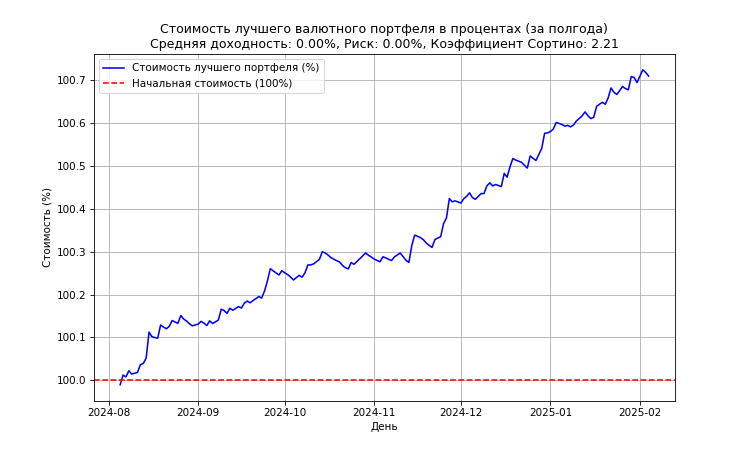 Стоимость лучшего валютного портфеля в процентах (за полгода)
Средняя доходность: 0.00%, Риск: 0.00%, Коэффициент Сортино: 2.21
Стоимость лучшего портфеля (%)
Начальная стоимость (100%)
Стоимость (%)
100.7
100.6
100.5
100.4
100.3
100.2
100.1
100.0
2024-08 2024-09 2024-10 2024-11 2024-12 2025-01 2025-02
День